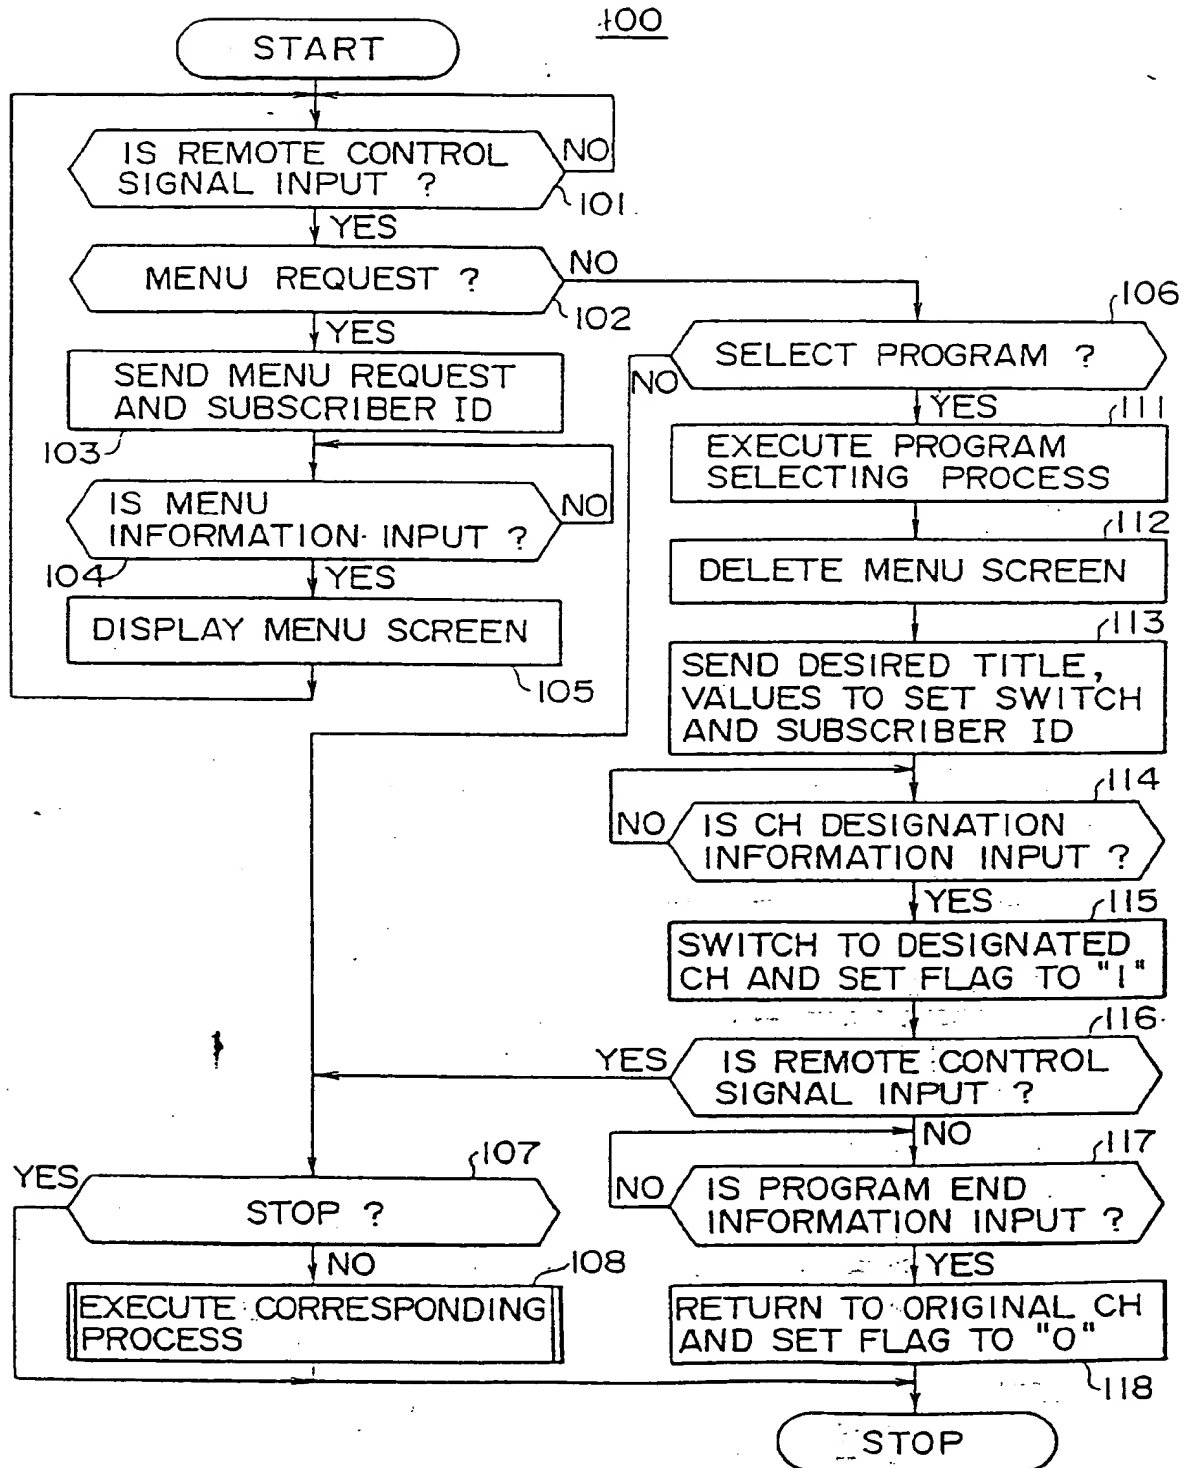 100
START
IS REMOTE CONTROL
SIGNAL INPUT ?
NO
101
YES
MENU REQUEST ?
NO
102
YES
SEND MENU REQUEST
AND SUBSCRIBER ID
103
IS MENU
INFORMATION INPUT ?
NO
104
YES
DISPLAY MENU SCREEN
105
106
SELECT PROGRAM ?
NO
YES
111
EXECUTE PROGRAM
SELECTING PROCESS
112
DELETE MENU SCREEN
113
SEND DESIRED TITLE,
VALUES TO SET SWITCH
AND SUBSCRIBER ID
114
NO
IS CH DESIGNATION
INFORMATION INPUT ?
YES
115
SWITCH TO DESIGNATED
CH AND SET FLAG TO "1"
116
YES
IS REMOTE CONTROL
SIGNAL INPUT ?
NO
117
NO
IS PROGRAM END
INFORMATION INPUT ?
YES
RETURN TO ORIGINAL CH
AND SET FLAG TO "0"
118
107
YES
STOP ?
NO
108
EXECUTE CORRESPONDING
PROCESS
STOP